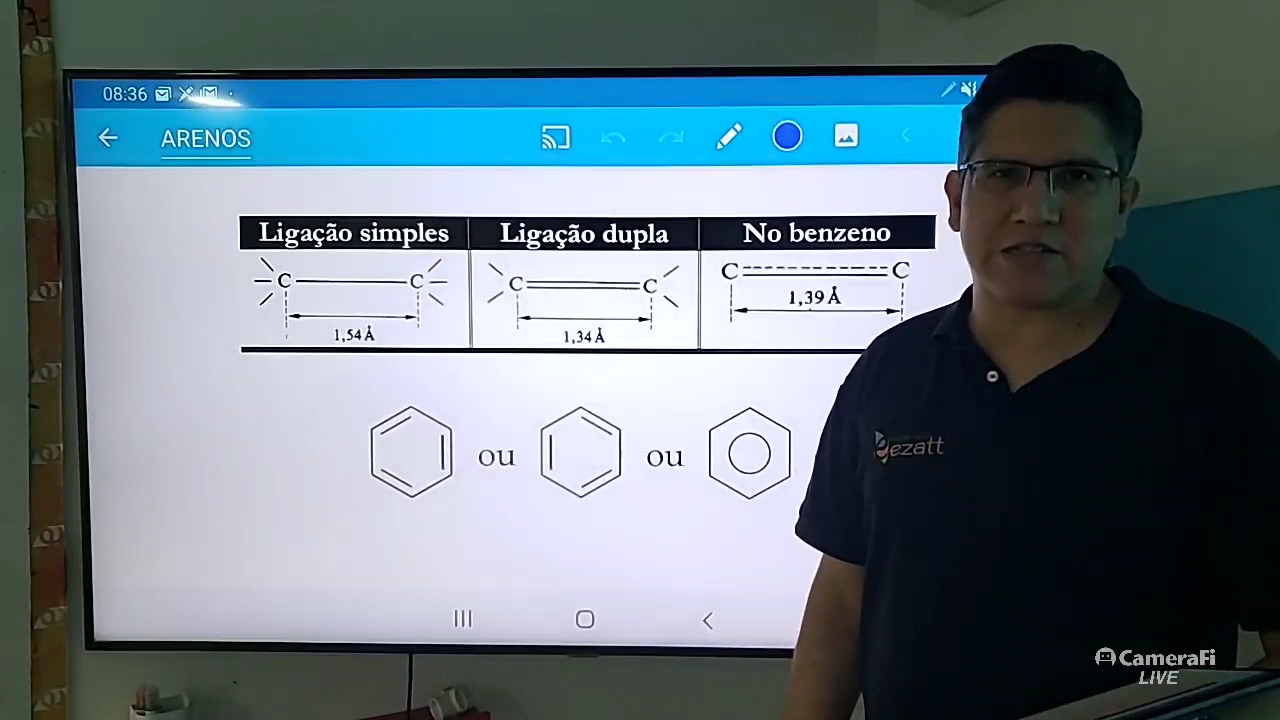 08:36
ARENOS
Ligação simples Ligação dupla No benzeno
C C C C C C
1,54 Å 1,34 Å 1,39 Å
ou ou
ezatt
CameraFi
LIVE